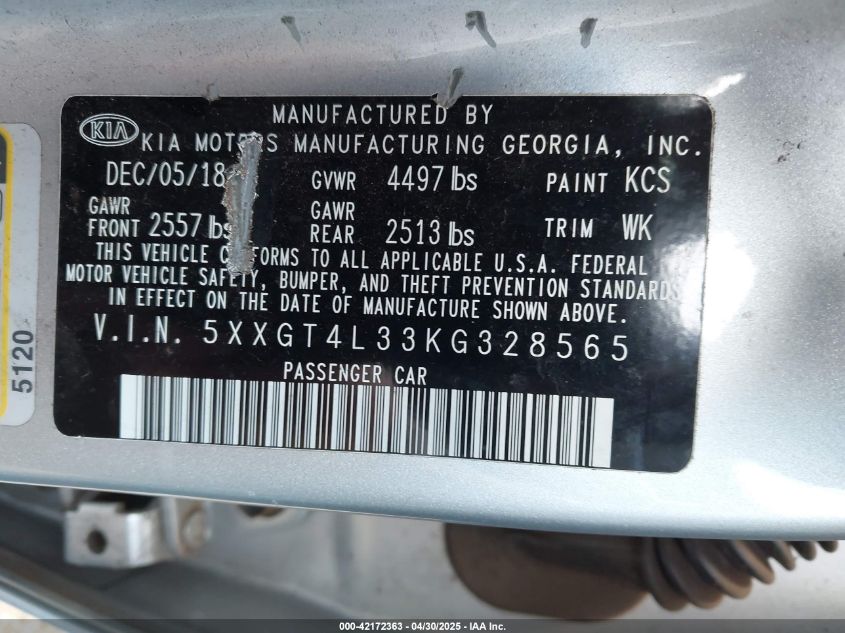 MANUFACTURED BY
KIA KIA MOTORS MANUFACTURING GEORGIA, INC.
DEC/05/18 GVWR 4497 lbs PAINT KCS
GAWR FRONT 2557 lbs GAWR REAR 2513 lbs TRIM WK
THIS VEHICLE CONFORMS TO ALL APPLICABLE U.S.A. FEDERAL
MOTOR VEHICLE SAFETY, BUMPER, AND THEFT PREVENTION STANDARDS
IN EFFECT ON THE DATE OF MANUFACTURE SHOWN ABOVE.
V.I.N. 5XXGT4L33KG328565
PASSENGER CAR
5120
000-42172363 - 04/30/2025 - IAA Inc.